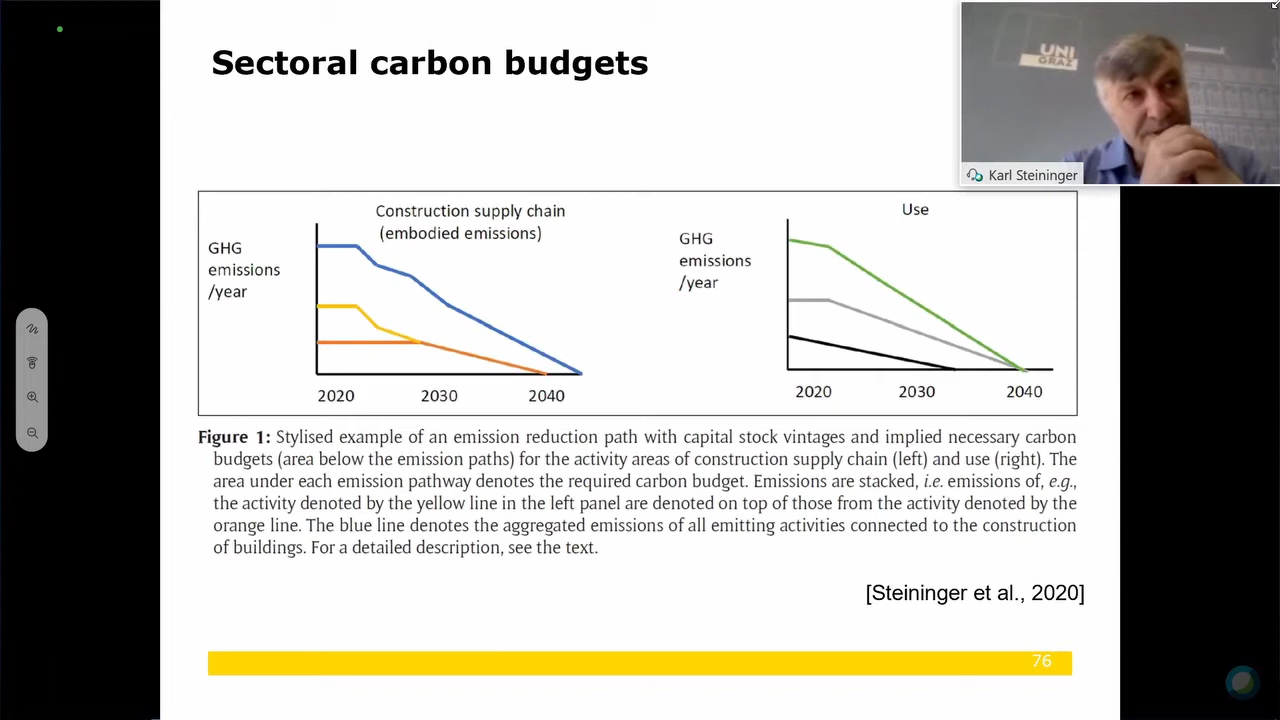 Sectoral carbon budgets
UNI
GRAZ
Karl Steininger
Construction supply chain
(embodied emissions)
GHG
emissions
/year
2020 2030 2040
Use
GHG
emissions
/year
2020 2030 2040
Figure 1: Stylised example of an emission reduction path with capital stock vintages and implied necessary carbon
budgets (area below the emission paths) for the activity areas of construction supply chain (left) and use (right). The
area under each emission pathway denotes the required carbon budget. Emissions are stacked, i.e. emissions of, e.g.,
the activity denoted by the yellow line in the left panel are denoted on top of those from the activity denoted by the
orange line. The blue line denotes the aggregated emissions of all emitting activities connected to the construction
of buildings. For a detailed description, see the text.
[Steininger et al., 2020]
76